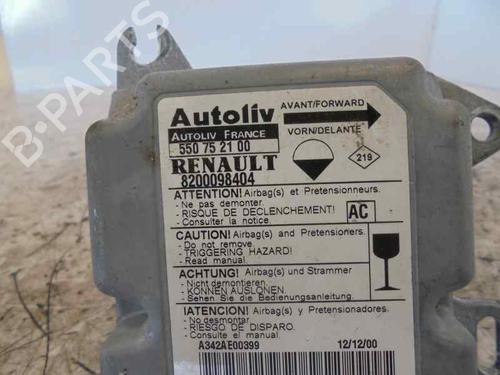 Autoliv
AVANT/FORWARD
AUTOLIV FRANCE
VORN/DELANTE
550 75 21 00
RENAULT
219
8200098404
ATTENTION! Airbag(s) et Pretensionneurs.
- Ne pas demonter.
- RISQUE DE DECLENCHEMENT!
- Consulter la notice.
AC
CAUTION! Airbag(s) and Pretensioners.
- Do not remove.
- TRIGGERING HAZARD!
- Read manual.
ACHTUNG! Airbag(s) und Strammer
- Nicht demontieren.
- KONNEN AUSLONSEN.
- Sehen Sie die Bedienungsanleitung.
IATENCION! Airbag(s) y Pretensionadores.
- No desmontar.
- RIESGO DE DISPARO.
- Consultar el manual.
A342AE00399
12/12/00
B-PARTS